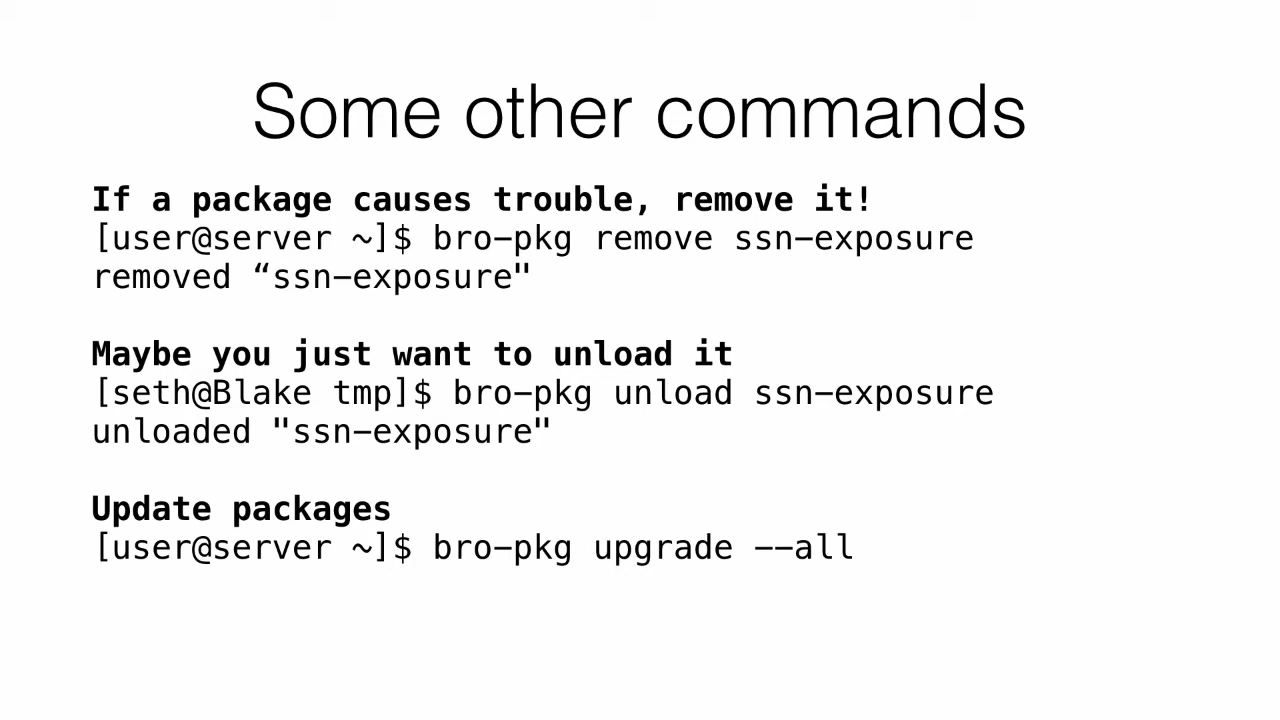 Some other commands
If a package causes trouble, remove it!
[user@server ~]$ bro-pkg remove ssn-exposure
removed “ssn-exposure"
Maybe you just want to unload it
[seth@Blake tmp]$ bro-pkg unload ssn-exposure
unloaded "ssn-exposure"
Update packages
[user@server ~]$ bro-pkg upgrade --all